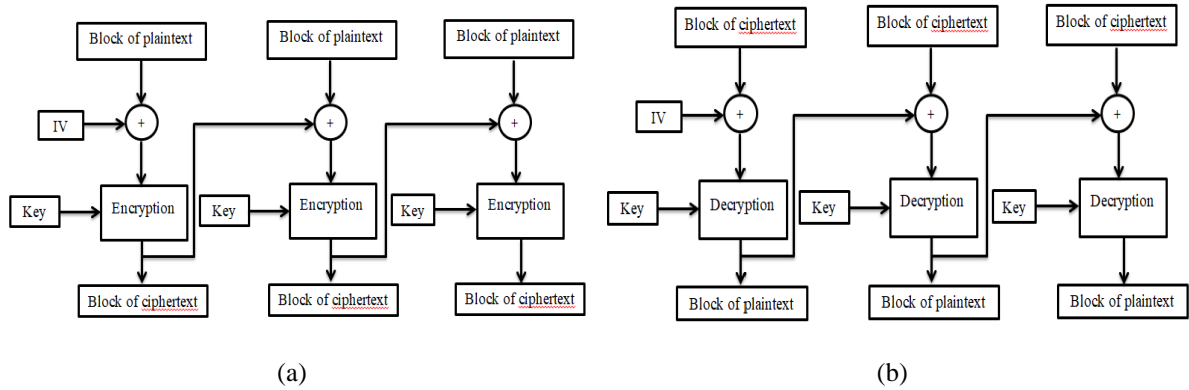 Block of plaintext
Block of plaintext
Block of plaintext
IV
+
+
+
Key
Encryption
Key
Encryption
Key
Encryption
Block of ciphertext
Block of ciphertext
Block of ciphertext
(a)
Block of ciphertext
Block of ciphertext
Block of ciphertext
IV
+
+
+
Key
Decryption
Key
Decryption
Key
Decryption
Block of plaintext
Block of plaintext
Block of plaintext
(b)